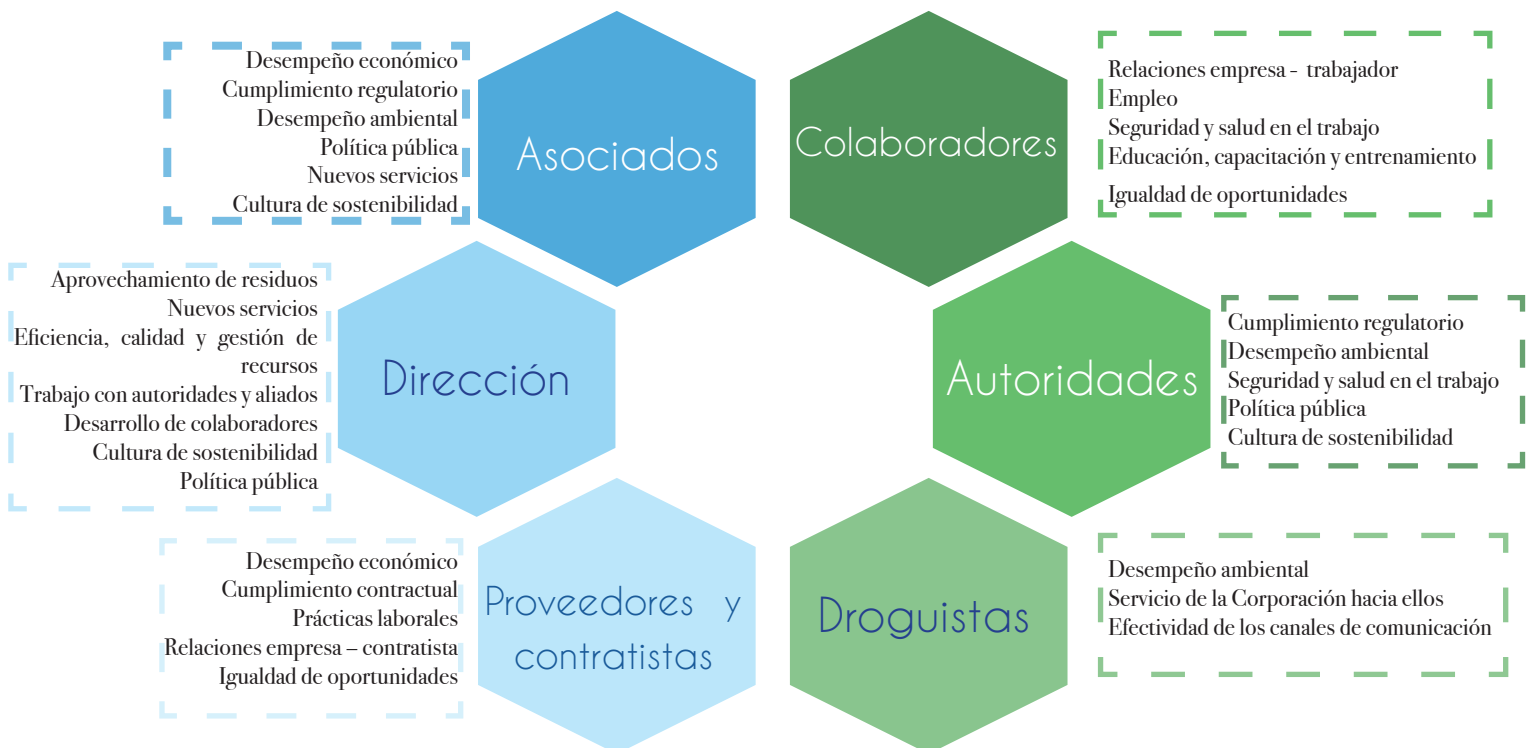 Desempeño económico
Cumplimiento regulatorio
Desempeño ambiental
Política pública
Nuevos servicios
Cultura de sostenibilidad
Asociados
Colaboradores
Relaciones empresa - trabajador
Empleo
Seguridad y salud en el trabajo
Educación, capacitación y entrenamiento
Igualdad de oportunidades
Aprovechamiento de residuos
Nuevos servicios
Eficiencia, calidad y gestión de
recursos
Trabajo con autoridades y aliados
Desarrollo de colaboradores
Cultura de sostenibilidad
Política pública
Dirección
Autoridades
Cumplimiento regulatorio
Desempeño ambiental
Seguridad y salud en el trabajo
Política pública
Cultura de sostenibilidad
Desempeño económico
Cumplimiento contractual
Prácticas laborales
Relaciones empresa – contratista
Igualdad de oportunidades
Proveedores y
contratistas
Droguistas
Desempeño ambiental
Servicio de la Corporación hacia ellos
Efectividad de los canales de comunicación